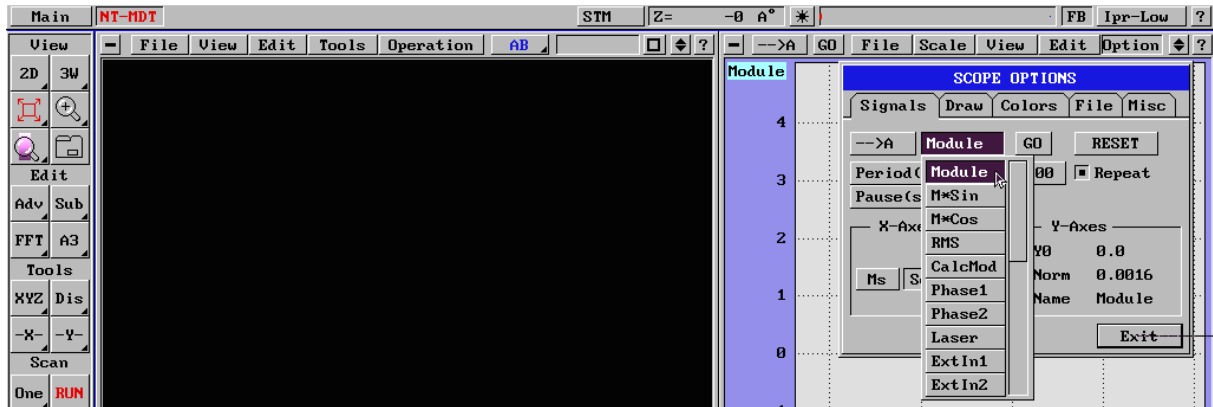 Main NT-MDT STM Z= -0 A° FB Ipr-Low ?
View - File View Edit Tools Operation AB ? - -->A GO File Scale View Edit Option ?
2D 3W
Edit
Adv Sub
FFT A3
Tools
XYZ Dis
-X- -Y-
Scan
One RUN
Module
4
3
2
1
0
SCOPE OPTIONS
Signals Draw Colors File Misc
-->A Module GO RESET
Period( 00 Repeat
Pause(s
X-Axe Y-Axes
Y0 0.0
Ms S Norm 0.0016
Name Module
Exit
Module
M*Sin
M*Cos
RMS
CalcMod
Phase1
Phase2
Laser
ExtIn1
ExtIn2